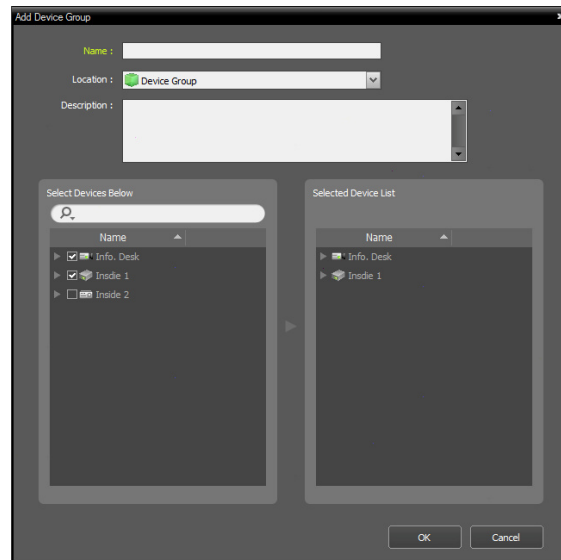 Add Device Group
Name :
Location : Device Group
Description :
Select Devices Below
Name
Info. Desk
Insdie 1
Inside 2
Selected Device List
Name
Info. Desk
Insdie 1
OK Cancel